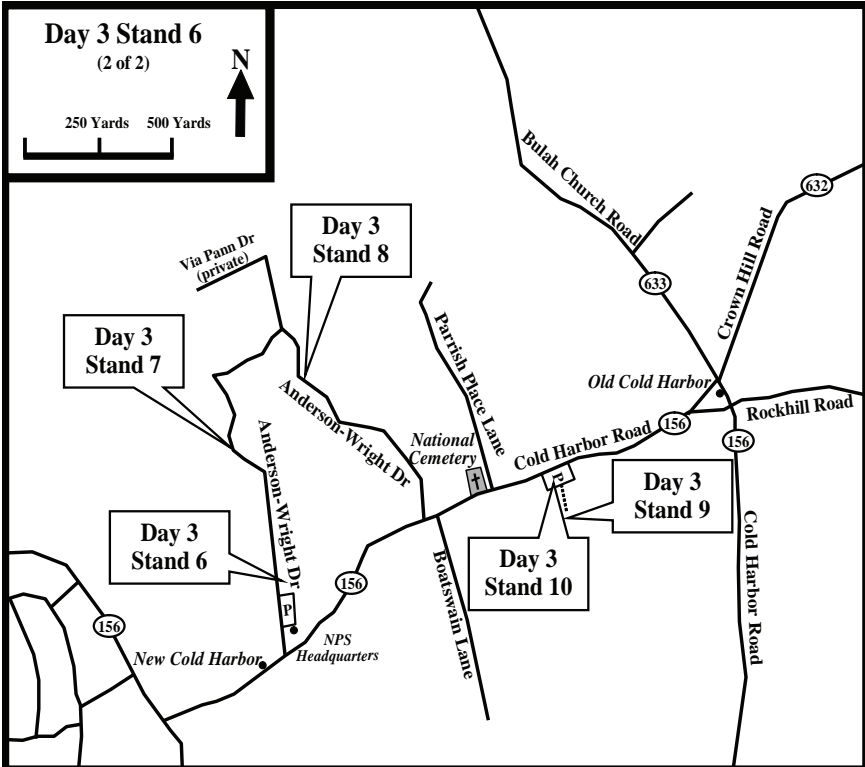 Day 3 Stand 6
(2 of 2)
N
250 Yards
500 Yards
Bulah Church Road
632
Crown Hill Road
633
Via Pann Dr
(private)
Day 3
Stand 8
Day 3
Stand 7
Parrish Place Lane
Old Cold Harbor
Rockhill Road
Anderson-Wright Dr
National
Cemetery
Cold Harbor Road
156
156
P
Day 3
Stand 9
Anderson-Wright Dr
Day 3
Stand 6
Day 3
Stand 10
Cold Harbor Road
Boatswain Lane
156
P
156
NPS
Headquarters
New Cold Harbor